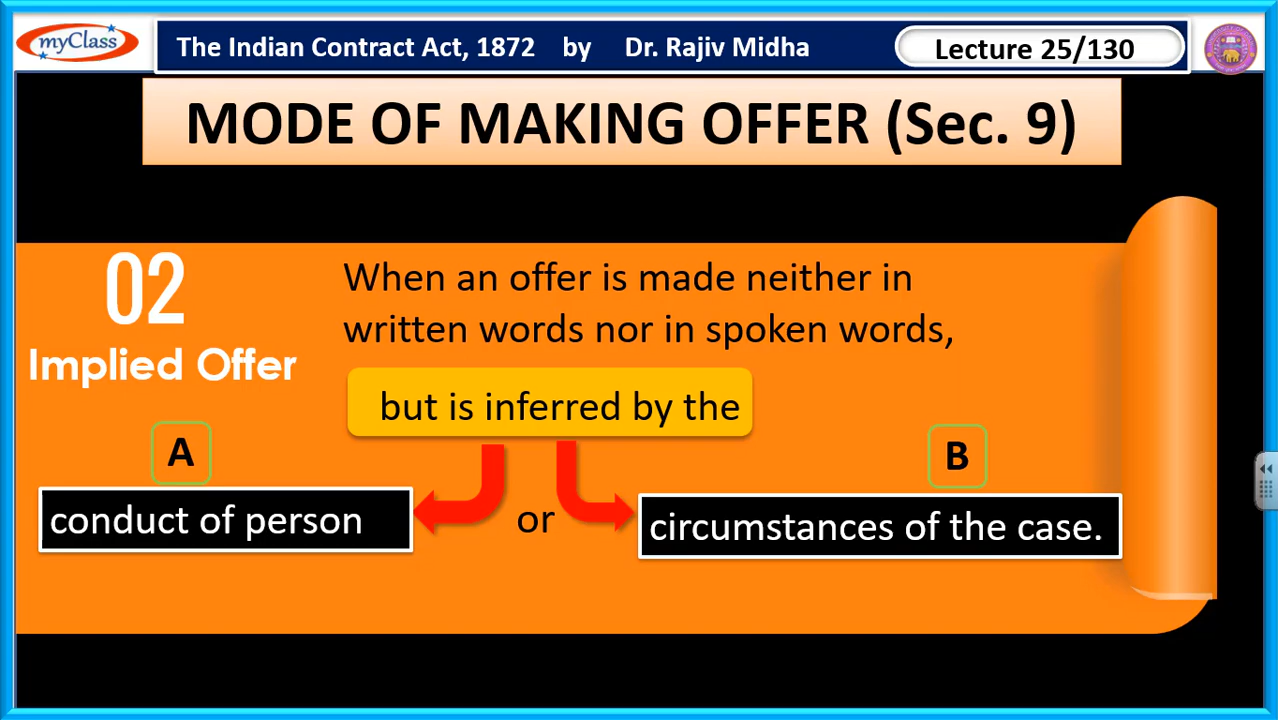 myClass
The Indian Contract Act, 1872 by Dr. Rajiv Midha
Lecture 25/130
MODE OF MAKING OFFER (Sec. 9)
02
Implied Offer
When an offer is made neither in
written words nor in spoken words,
but is inferred by the
A
B
conduct of person
or
circumstances of the case.